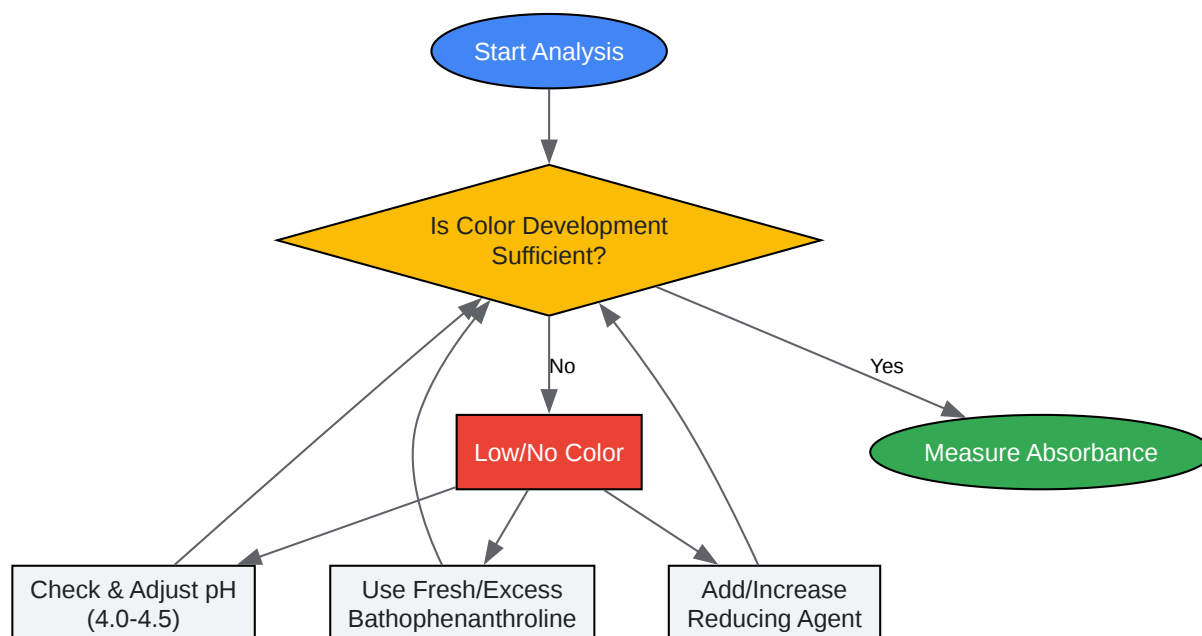 Start Analysis
Is Color Development
Sufficient?
No
Yes
Low/No Color
Measure Absorbance
Check & Adjust pH
(4.0-4.5)
Use Fresh/Excess
Bathophenanthroline
Add/Increase
Reducing Agent